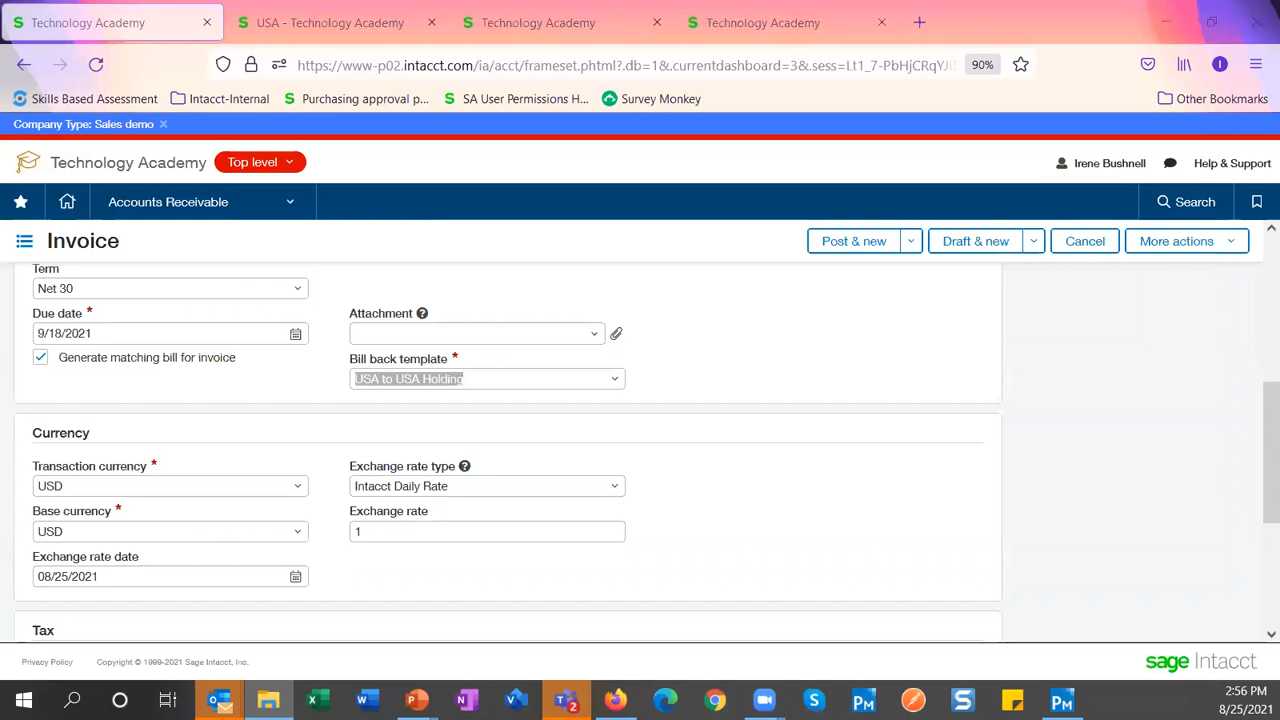 Technology Academy
USA - Technology Academy
Technology Academy
Technology Academy
https://www-p02.intacct.com/ia/acct/frameset.phtml?.db=1&.currentdashboard=3&.sess=Lt1_7-PbHjCRqYJl
90%
Skills Based Assessment
Intacct-Internal
Purchasing approval p...
SA User Permissions H...
Survey Monkey
Other Bookmarks
Company Type: Sales demo
Technology Academy
Top level
Irene Bushnell
Help & Support
Accounts Receivable
Search
Invoice
Post & new
Draft & new
Cancel
More actions
Term
Net 30
Due date *
Attachment
9/18/2021
Generate matching bill for invoice
Bill back template *
USA to USA Holding
Currency
Transaction currency *
Exchange rate type
USD
Intacct Daily Rate
Base currency *
Exchange rate
USD
1
Exchange rate date
08/25/2021
Tax
Privacy Policy
Copyright © 1999-2021 Sage Intacct, Inc.
sage Intacct
2:56 PM
8/25/2021